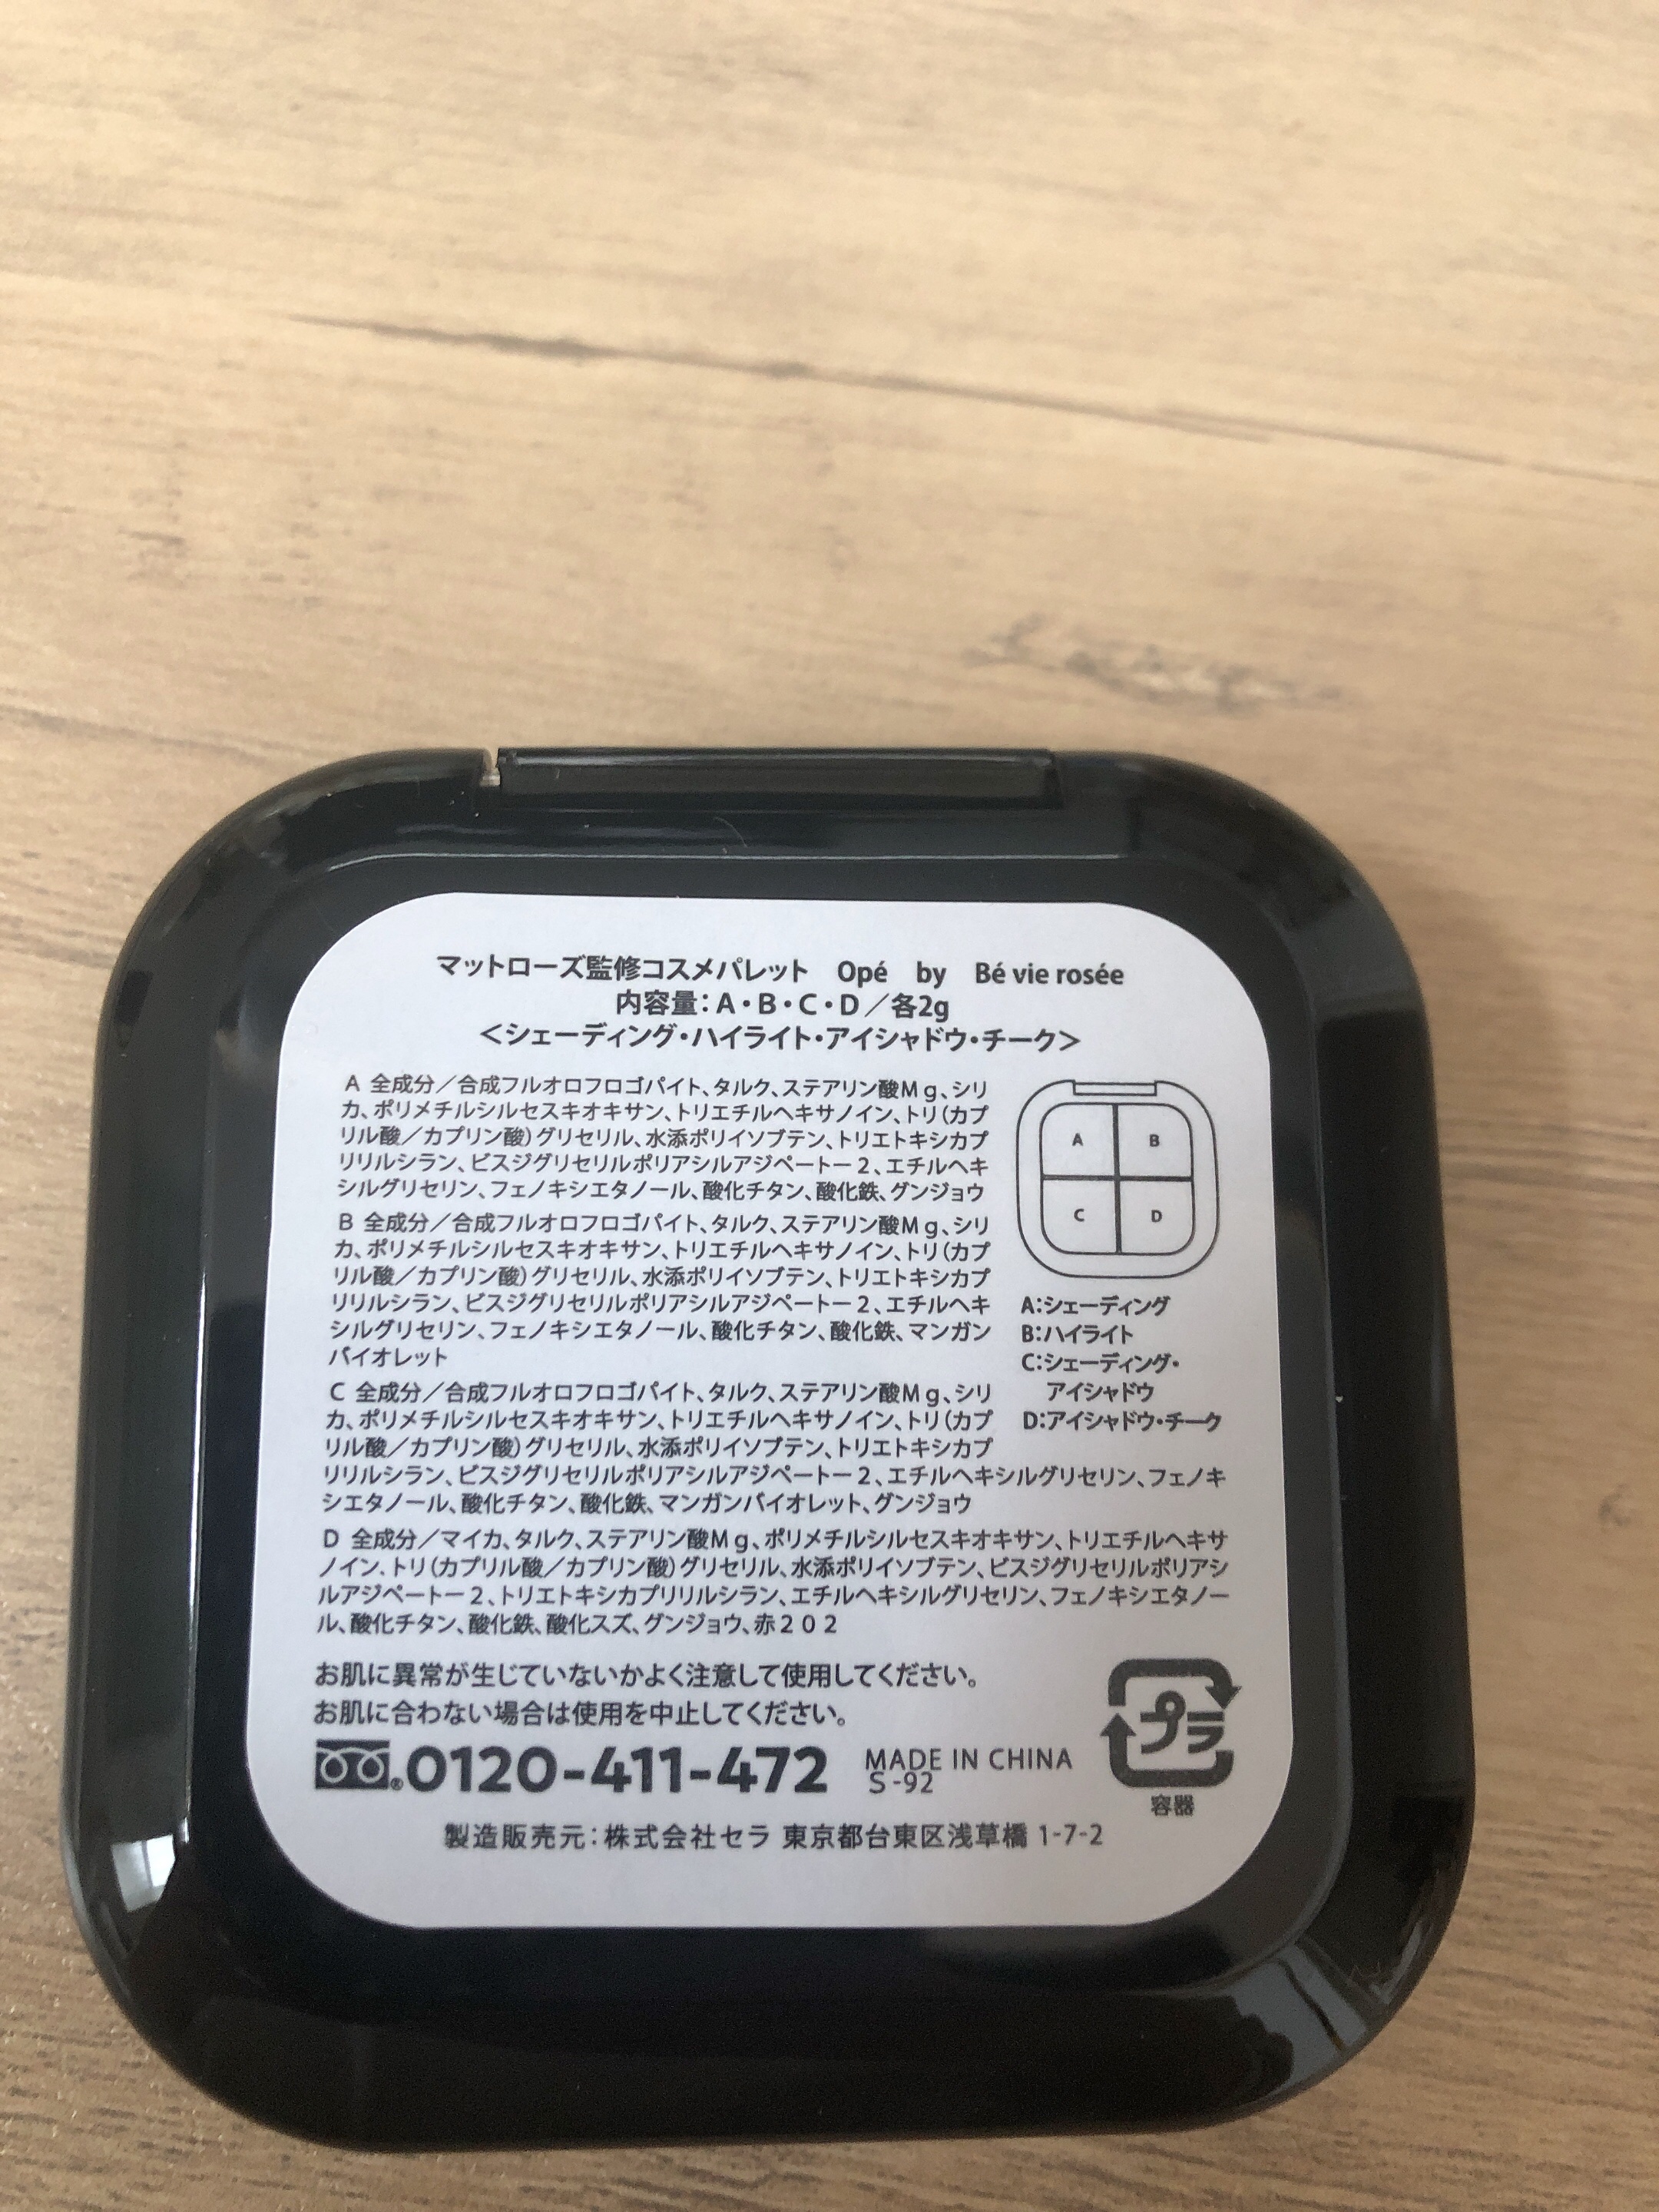 マットローズ監修コスメパレット Opé by Bé vie rosée
内容量：A・B・C・D／各2g
＜シェーディング・ハイライト・アイシャドウ・チーク＞
A 全成分／合成フルオロフロゴパイト、タルク、ステアリン酸Ｍｇ、シリ
カ、ポリメチルシルセスキオキサン、トリエチルヘキサノイン、トリ（カプ
リル酸／カプリン酸）グリセリル、水添ポリイソブテン、トリエトキシカプ
リリルシラン、ビスジグリセリルポリアシルアジペートー２、エチルヘキ
シルグリセリン、フェノキシエタノール、酸化チタン、酸化鉄、グンジョウ
B 全成分／合成フルオロフロゴパイト、タルク、ステアリン酸Ｍｇ、シリ
カ、ポリメチルシルセスキオキサン、トリエチルヘキサノイン、トリ（カプ
リル酸／カプリン酸）グリセリル、水添ポリイソブテン、トリエトキシカプ
リリルシラン、ビスジグリセリルポリアシルアジペートー２、エチルヘキ
シルグリセリン、フェノキシエタノール、酸化チタン、酸化鉄、マンガン
バイオレット
C 全成分／合成フルオロフロゴパイト、タルク、ステアリン酸Ｍｇ、シリ
カ、ポリメチルシルセスキオキサン、トリエチルヘキサノイン、トリ（カプ
リル酸／カプリン酸）グリセリル、水添ポリイソブテン、トリエトキシカプ
リリルシラン、ビスジグリセリルポリアシルアジペートー２、エチルヘキシルグリセリン、フェノキ
シエタノール、酸化チタン、酸化鉄、マンガンバイオレット、グンジョウ
D 全成分／マイカ、タルク、ステアリン酸Ｍｇ、ポリメチルシルセスキオキサン、トリエチルヘキサ
ノイン、トリ（カプリル酸／カプリン酸）グリセリル、水添ポリイソブテン、ビスジグリセリルポリアシ
ルアジペートー２、トリエトキシカプリリルシラン、エチルヘキシルグリセリン、フェノキシエタノー
ル、酸化チタン、酸化鉄、酸化スズ、グンジョウ、赤２０２
A B
C D
A：シェーディング
B：ハイライト
C：シェーディング・
アイシャドウ
D：アイシャドウ・チーク
お肌に異常が生じていないかよく注意して使用してください。
お肌に合わない場合は使用を中止してください。
®0120-411-472
MADE IN CHINA
S-92
プラ
容器
製造販売元：株式会社セラ 東京都台東区浅草橋 1-7-2